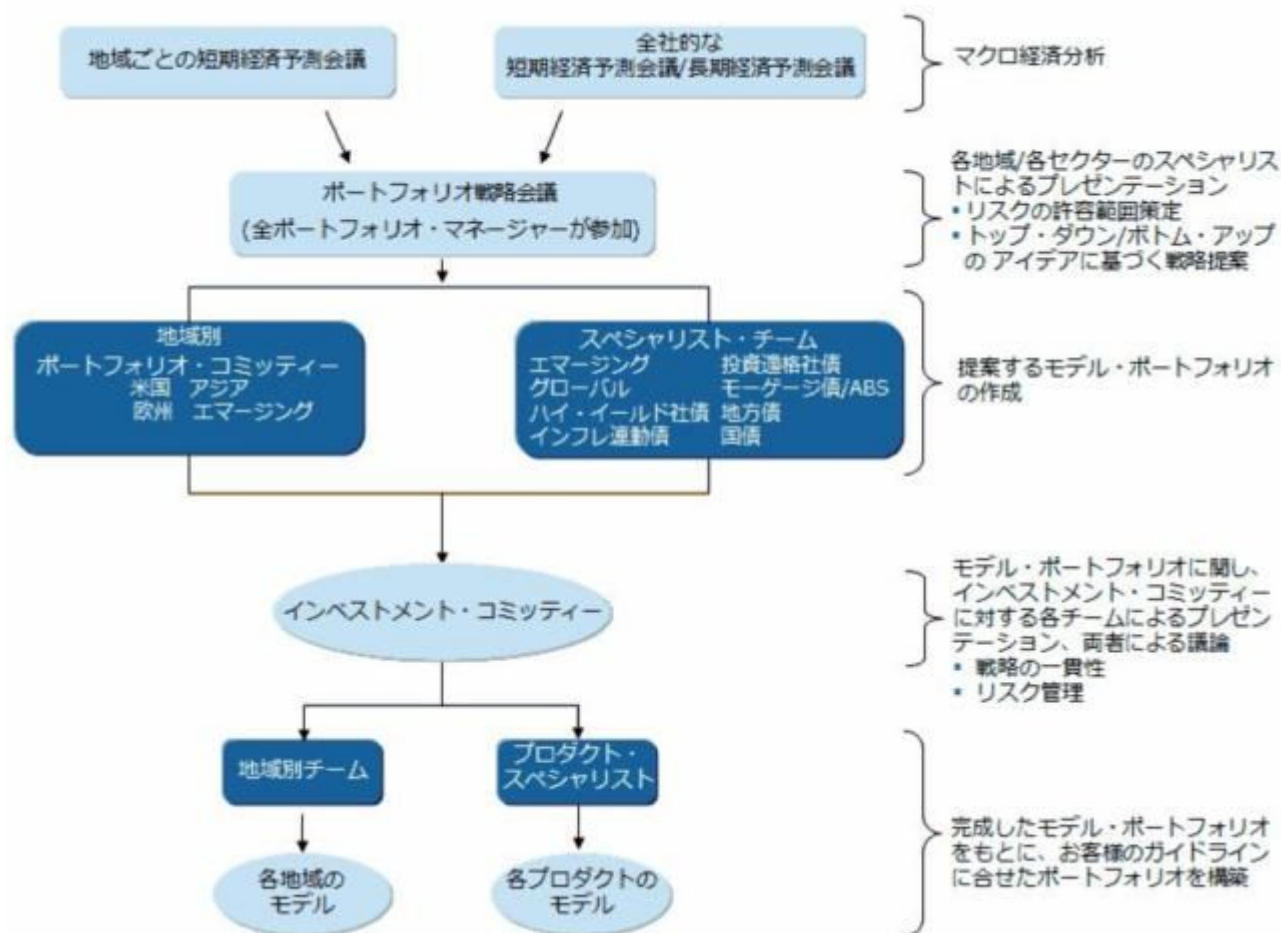 地域ごとの短期経済予測会議
全社的な
短期経済予測会議/長期経済予測会議
マクロ経済分析
ポートフォリオ戦略会議
(全ポートフォリオ・マネージャーが参加)
各地域/各セクターのスペシャリス
トによるプレゼンテーション
▪ リスクの許容範囲策定
▪ トップ・ダウン/ボトム・アップ
の アイデアに基づく戦略提案
地域別
ポートフォリオ・コミッティー
米国 アジア
欧州 エマージング
スペシャリスト・チーム
エマージング 投資適格社債
グローバル モーゲージ債/ABS
ハイ・イールド社債 地方債
インフレ連動債 国債
提案するモデル・ポートフォリオ
の作成
インベストメント・コミッティー
モデル・ポートフォリオに関し、
インベストメント・コミッティー
に対する各チームによるプレゼン
テーション、両者による議論
▪ 戦略の一貫性
▪ リスク管理
地域別チーム
プロダクト・
スペシャリスト
各地域の
モデル
各プロダクトの
モデル
完成したモデル・ポートフォリオ
をもとに、お客様のガイドライン
に合せたポートフォリオを構築